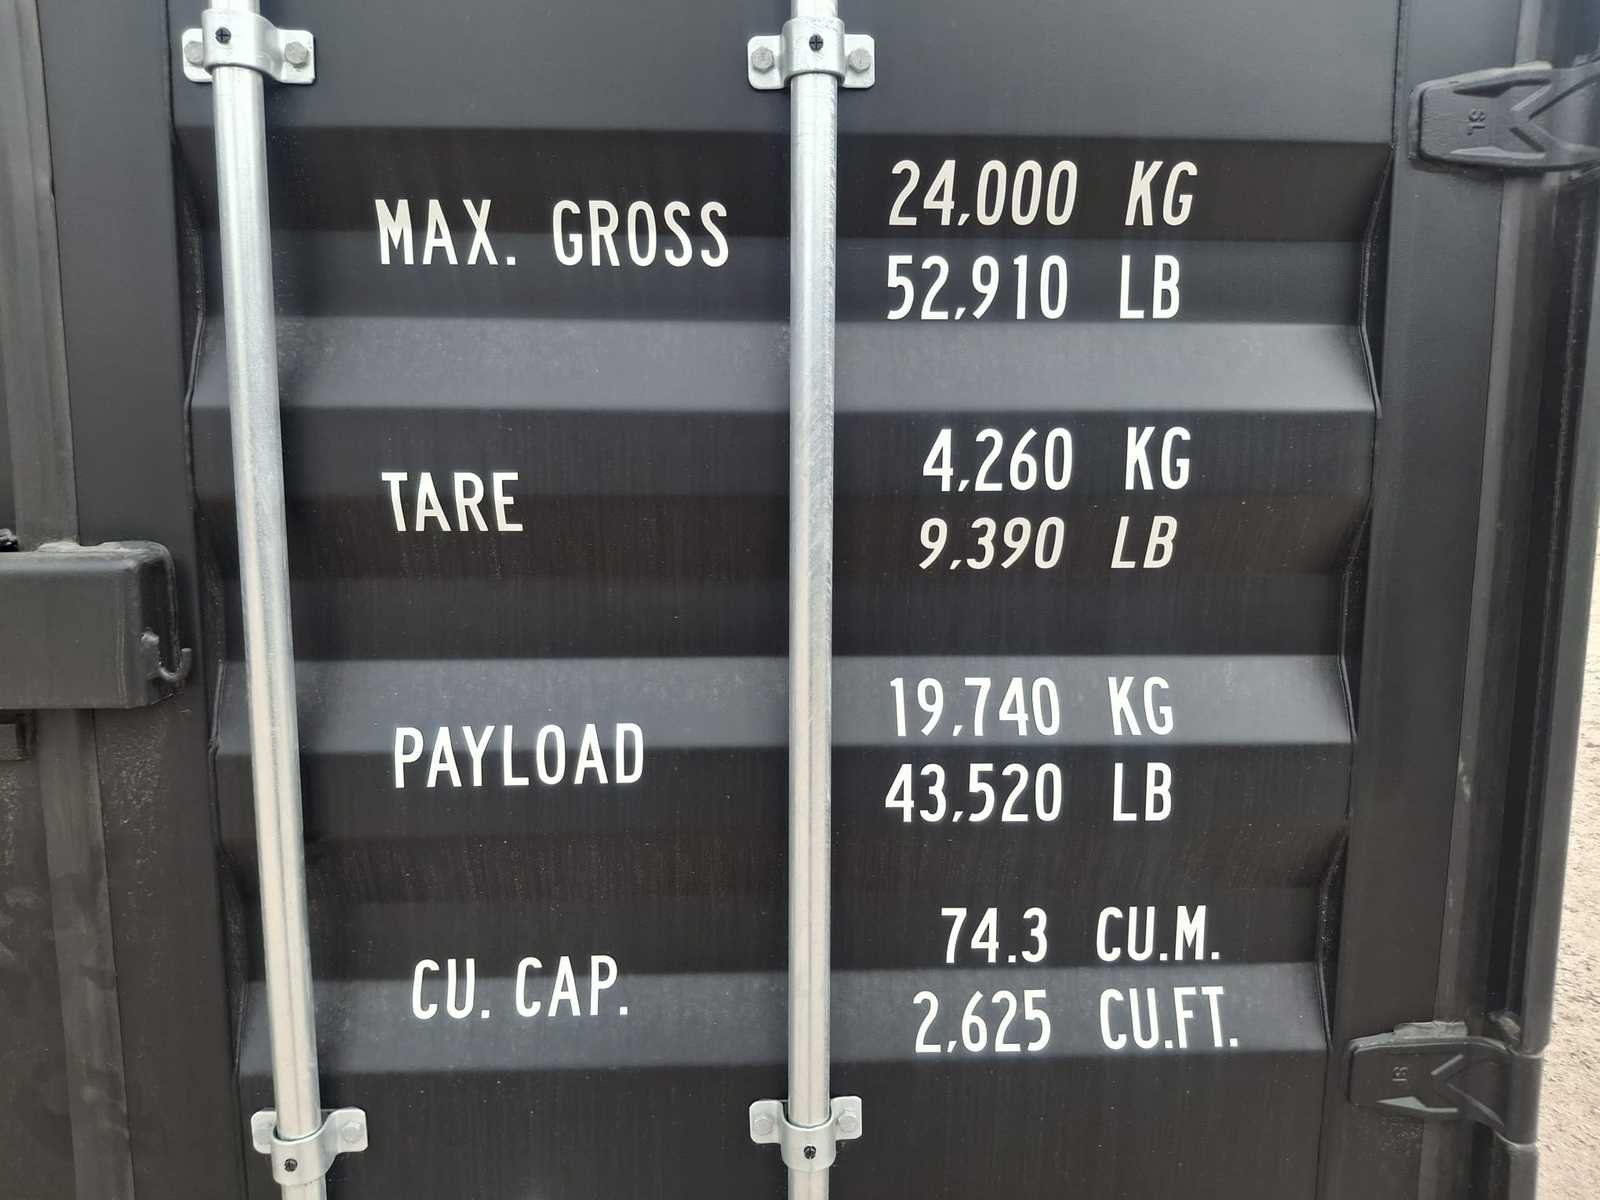 MAX. GROSS 24,000 KG
52,910 LB
TARE 4,260 KG
9,390 LB
PAYLOAD 19,740 KG
43,520 LB
CU. CAP. 74.3 CU.M.
2,625 CU.FT.
SL